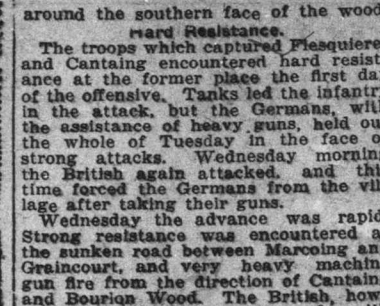 around the southern face of the wood
Hard Resistance.
The troops which captured Flesquiere
and Cantaing encountered hard resist
ance at the former place the first da
of the offensive. Tanks led the infantr
in the attack, but the Germans, wit
the assistance of heavy guns, held ou
the whole of Tuesday in the face o
strong attacks. Wednesday mornin
the British again attacked, and thi
time forced the Germans from the vil
lage after taking their guns.
Wednesday the advance was rapid
Strong resistance was encountered a
the sunken road between Marcoing an
Graincourt, and very heavy machin
gun fire from the direction of Cantain
and Bourlon Wood. The British, how